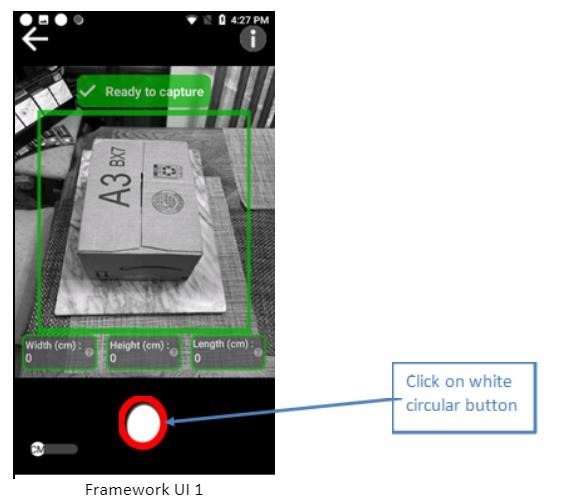 4:27 PM
i
Ready to capture
A3 BX7
Width (cm) :
0
Height (cm) :
0
Length (cm) :
0
CM
Click on white
circular button
Framework UI 1